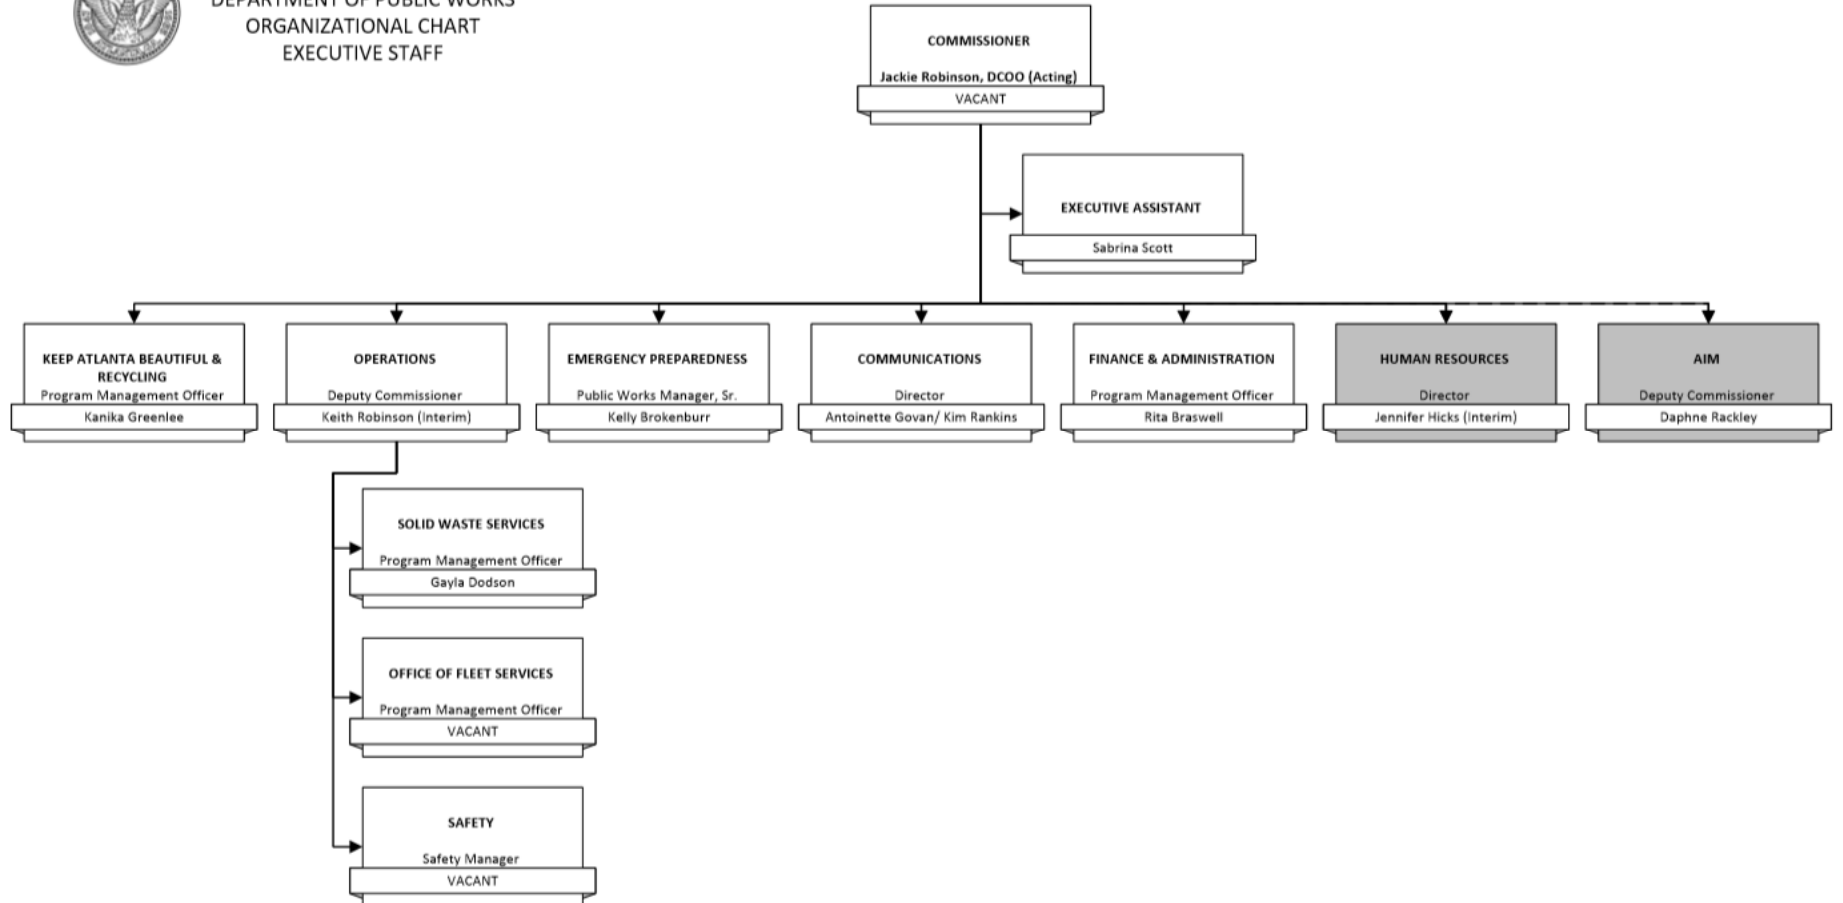 DEPARTMENT OF PUBLIC WORKS
ORGANIZATIONAL CHART
EXECUTIVE STAFF
COMMISSIONER
Jackie Robinson, DCOO (Acting)
VACANT
EXECUTIVE ASSISTANT
Sabrina Scott
KEEP ATLANTA BEAUTIFUL &
RECYCLING
Program Management Officer
Kanika Greenlee
OPERATIONS
Deputy Commissioner
Keith Robinson (Interim)
EMERGENCY PREPAREDNESS
Public Works Manager, Sr.
Kelly Brokenburr
COMMUNICATIONS
Director
Antoinette Govan/ Kim Rankins
FINANCE & ADMINISTRATION
Program Management Officer
Rita Braswell
HUMAN RESOURCES
Director
Jennifer Hicks (Interim)
AIM
Deputy Commissioner
Daphne Rackley
SOLID WASTE SERVICES
Program Management Officer
Gayla Dodson
OFFICE OF FLEET SERVICES
Program Management Officer
VACANT
SAFETY
Safety Manager
VACANT